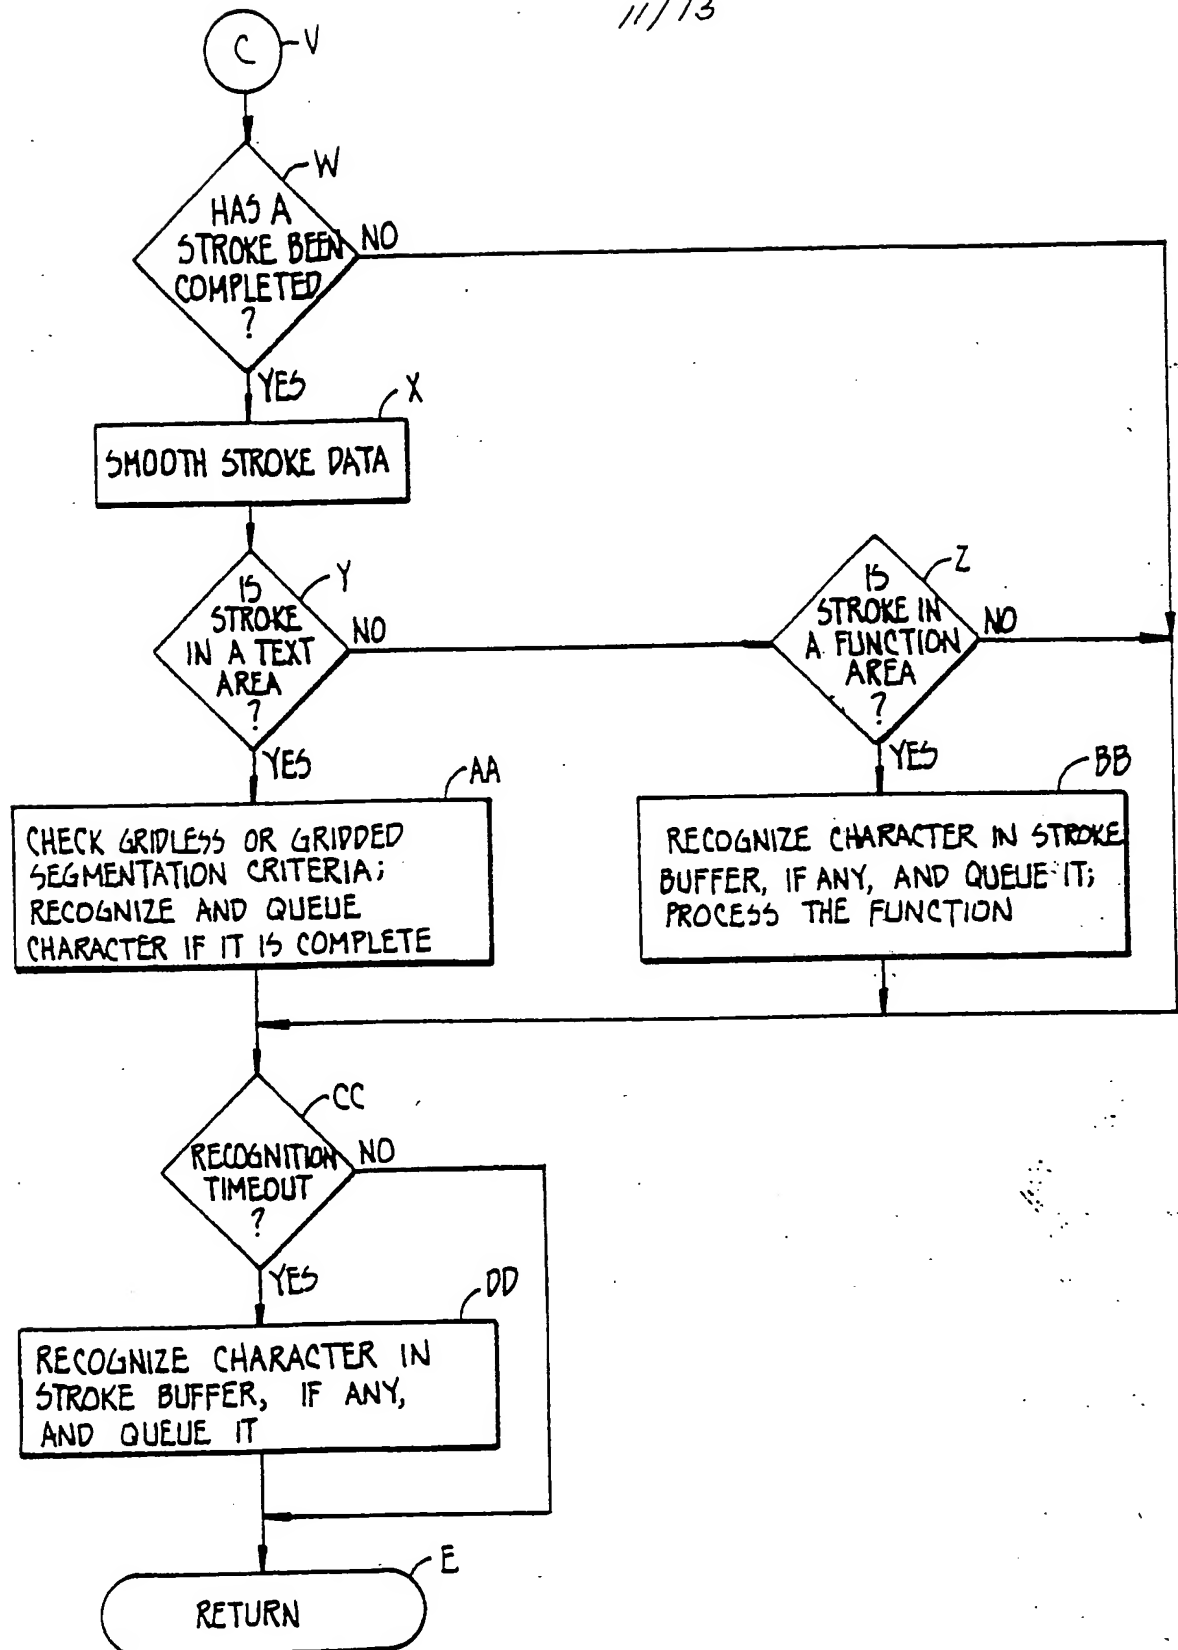 11/13
C
V
W
HAS A
STROKE BEEN
COMPLETED
?
NO
YES
X
SMOOTH STROKE DATA
Y
IS
STROKE
IN A TEXT
AREA
?
NO
Z
IS
STROKE IN
A FUNCTION
AREA
?
NO
YES
YES
AA
CHECK GRIDLESS OR GRIDDED
SEGMENTATION CRITERIA;
RECOGNIZE AND QUEUE
CHARACTER IF IT IS COMPLETE
BB
RECOGNIZE CHARACTER IN STROKE
BUFFER, IF ANY, AND QUEUE IT;
PROCESS THE FUNCTION
CC
RECOGNITION
TIMEOUT
?
NO
YES
DD
RECOGNIZE CHARACTER IN
STROKE BUFFER, IF ANY,
AND QUEUE IT
E
RETURN